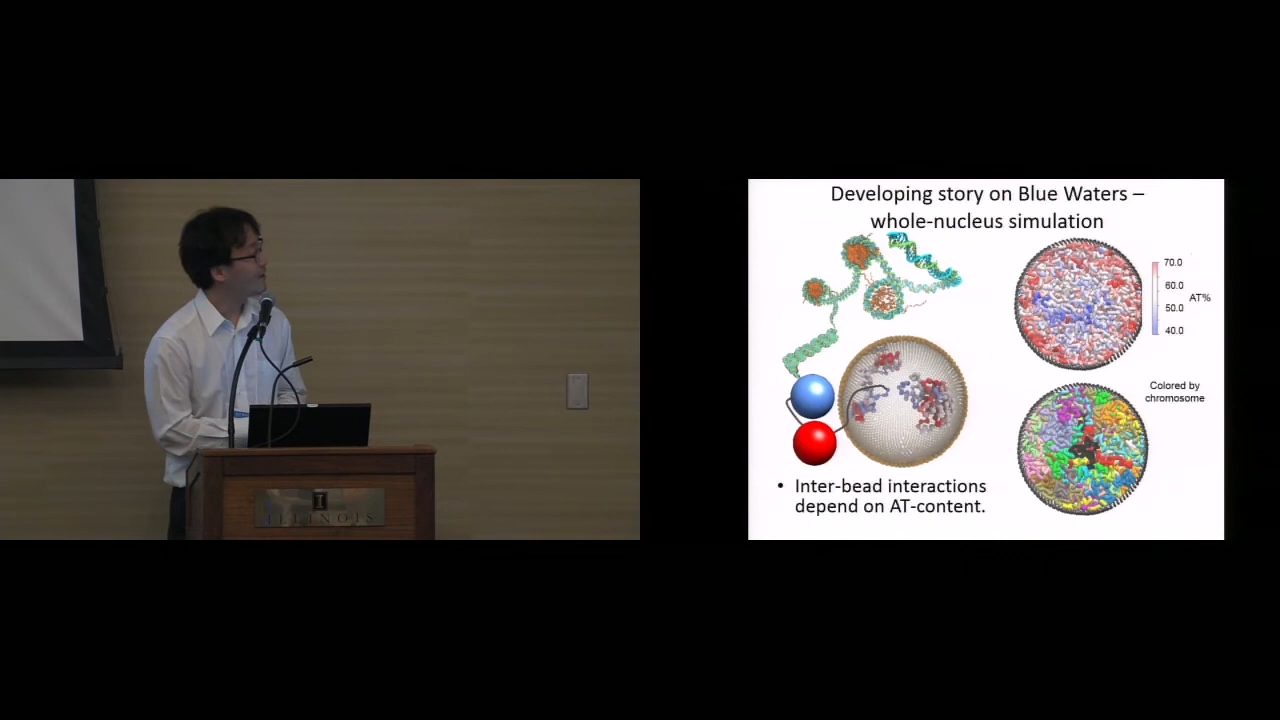 Developing story on Blue Waters –
whole-nucleus simulation
70.0
60.0
AT%
50.0
40.0
Colored by
chromosome
• Inter-bead interactions
depend on AT-content.
I
ILLINOIS